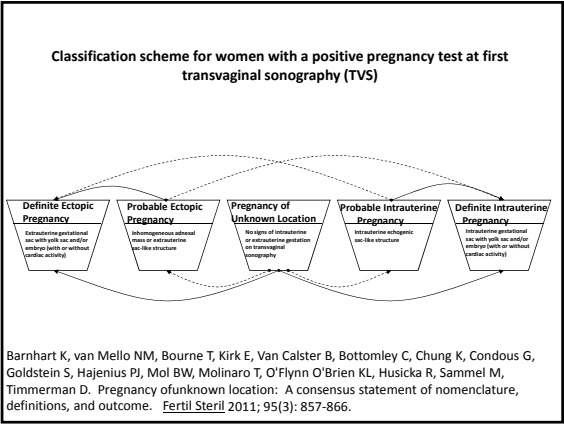 Classification scheme for women with a positive pregnancy test at first
transvaginal sonography (TVS)
Definite Ectopic
Pregnancy
Extrauterine gestational
sac with yolk sac and/or
embryo (with or without
cardiac activity)
Probable Ectopic
Pregnancy
Inhomogeneous adnexal
mass or extrauterine
sac-like structure
Pregnancy of
Unknown Location
No signs of intrauterine
or extrauterine gestation
on transvaginal
sonography
Probable Intrauterine
Pregnancy
Intrauterine echogenic
sac-like structure
Definite Intrauterine
Pregnancy
Intrauterine gestational
sac with yolk sac and/or
embryo (with or without
cardiac activity)
Barnhart K, van Mello NM, Bourne T, Kirk E, Van Calster B, Bottomley C, Chung K, Condous G,
Goldstein S, Hajenius PJ, Mol BW, Molinaro T, O'Flynn O'Brien KL, Husicka R, Sammel M,
Timmerman D. Pregnancy ofunknown location: A consensus statement of nomenclature,
definitions, and outcome. Fertil Steril 2011; 95(3): 857-866.